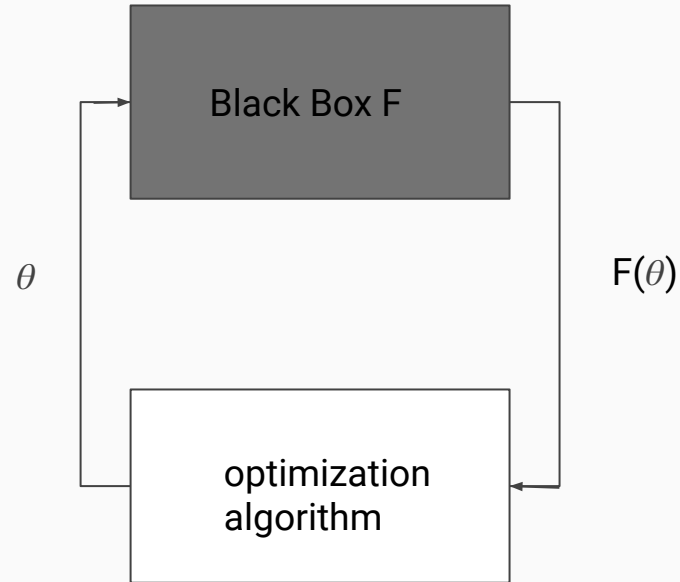 Black Box F
θ
F(θ)
optimization
algorithm